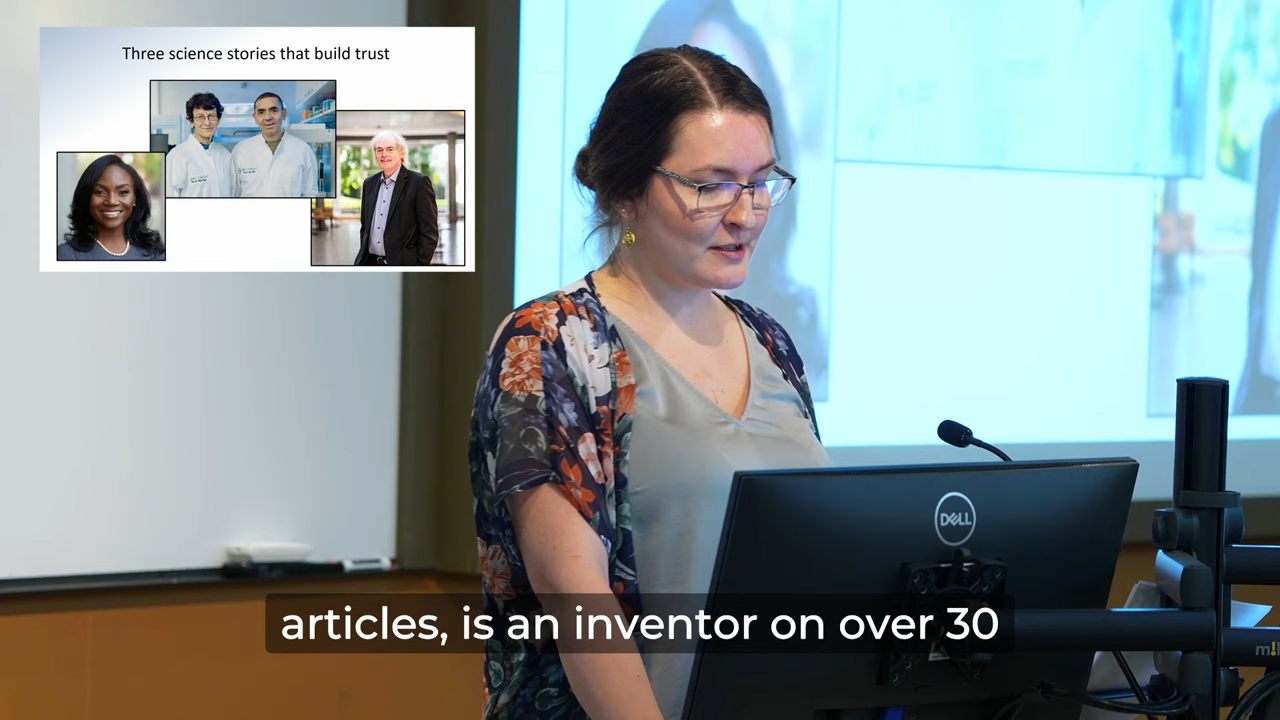 Three science stories that build trust
DELL
articles, is an inventor on over 30